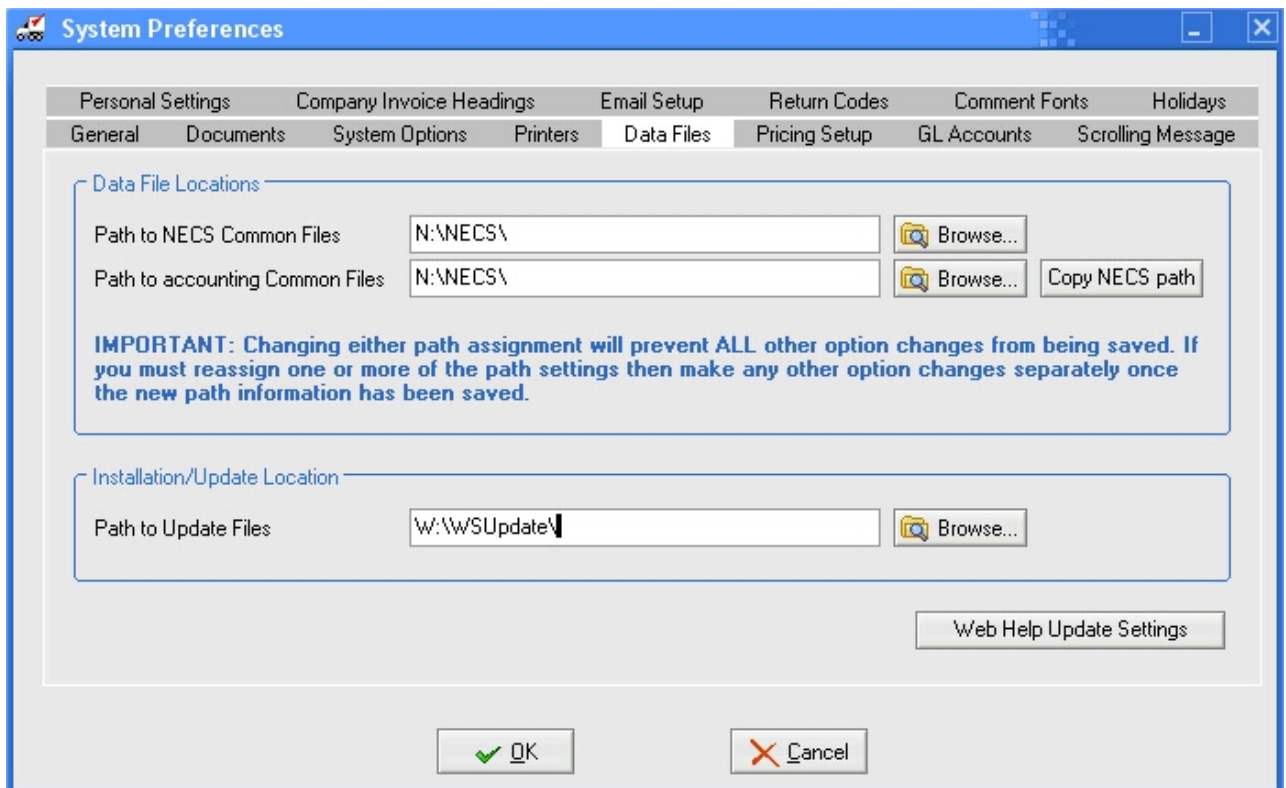 System Preferences
Personal Settings Company Invoice Headings Email Setup Return Codes Comment Fonts Holidays
General Documents System Options Printers Data Files Pricing Setup GL Accounts Scrolling Message
Data File Locations
Path to NECS Common Files N:\NECS\ Browse...
Path to accounting Common Files N:\NECS\ Browse... Copy NECS path
IMPORTANT: Changing either path assignment will prevent ALL other option changes from being saved. If
you must reassign one or more of the path settings then make any other option changes separately once
the new path information has been saved.
Installation/Update Location
Path to Update Files W:\WSUpdate\ Browse...
Web Help Update Settings
OK Cancel